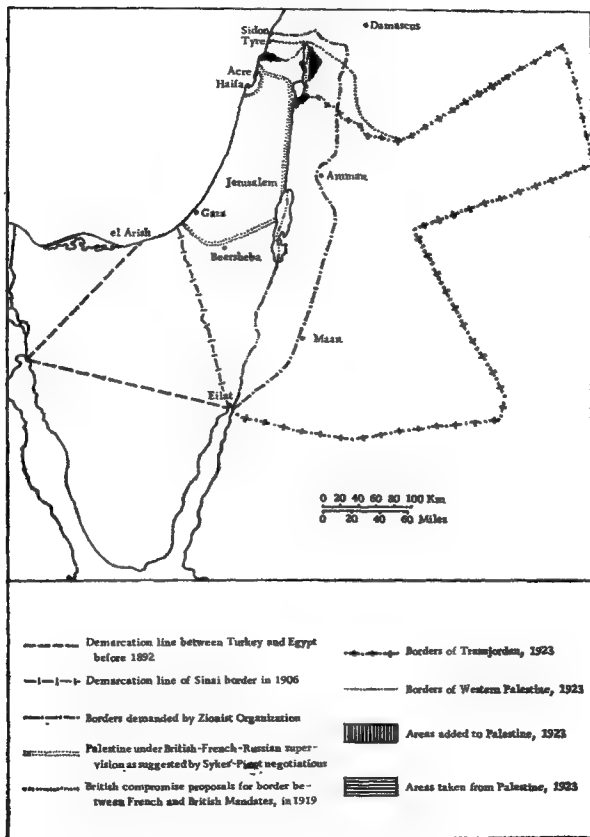 Damascus
Sidon
Tyre
Acre
Haifa
Amman
Jerusalem
Gaza
el Arish
Beersheba
Maan
Eilat
0 20 40 60 80 100 Km
0 20 40 60 Miles
Demarcation line between Turkey and Egypt
before 1892
Demarcation line of Sinai border in 1906
Borders demanded by Zionist Organization
Palestine under British-French-Russian super-
vision as suggested by Sykes'-Picot negotiations
British compromise proposals for border be-
tween French and British Mandates, in 1919
Borders of Transjordan, 1923
Borders of Western Palestine, 1923
Areas added to Palestine, 1923
Areas taken from Palestine, 1923